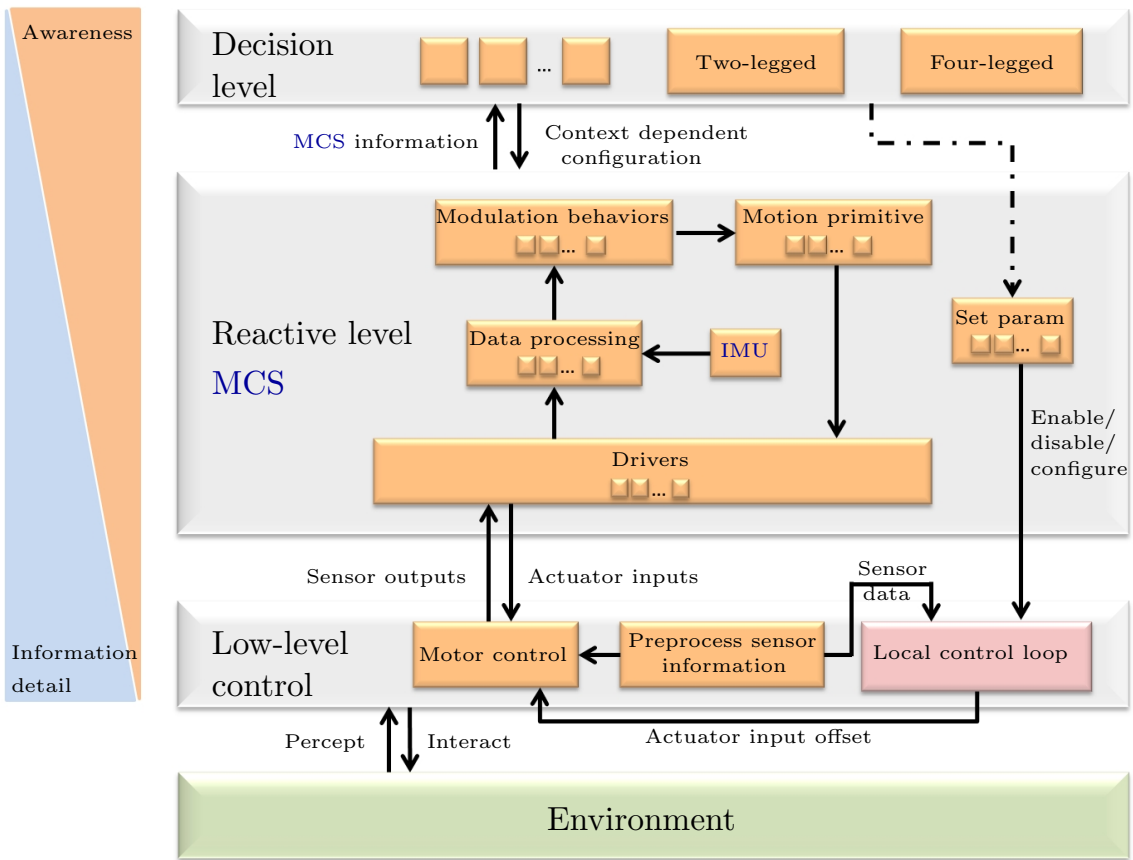 Awareness
Decision
level
...
Two-legged
Four-legged
MCS information
Context dependent
configuration
Modulation behaviors
...
Motion primitive
...
Reactive level
MCS
Data processing
...
IMU
Set param
...
Enable/
disable/
configure
Drivers
...
Sensor outputs
Actuator inputs
Sensor
data
Information
detail
Low-level
control
Motor control
Preprocess sensor
information
Local control loop
Percept
Interact
Actuator input offset
Environment